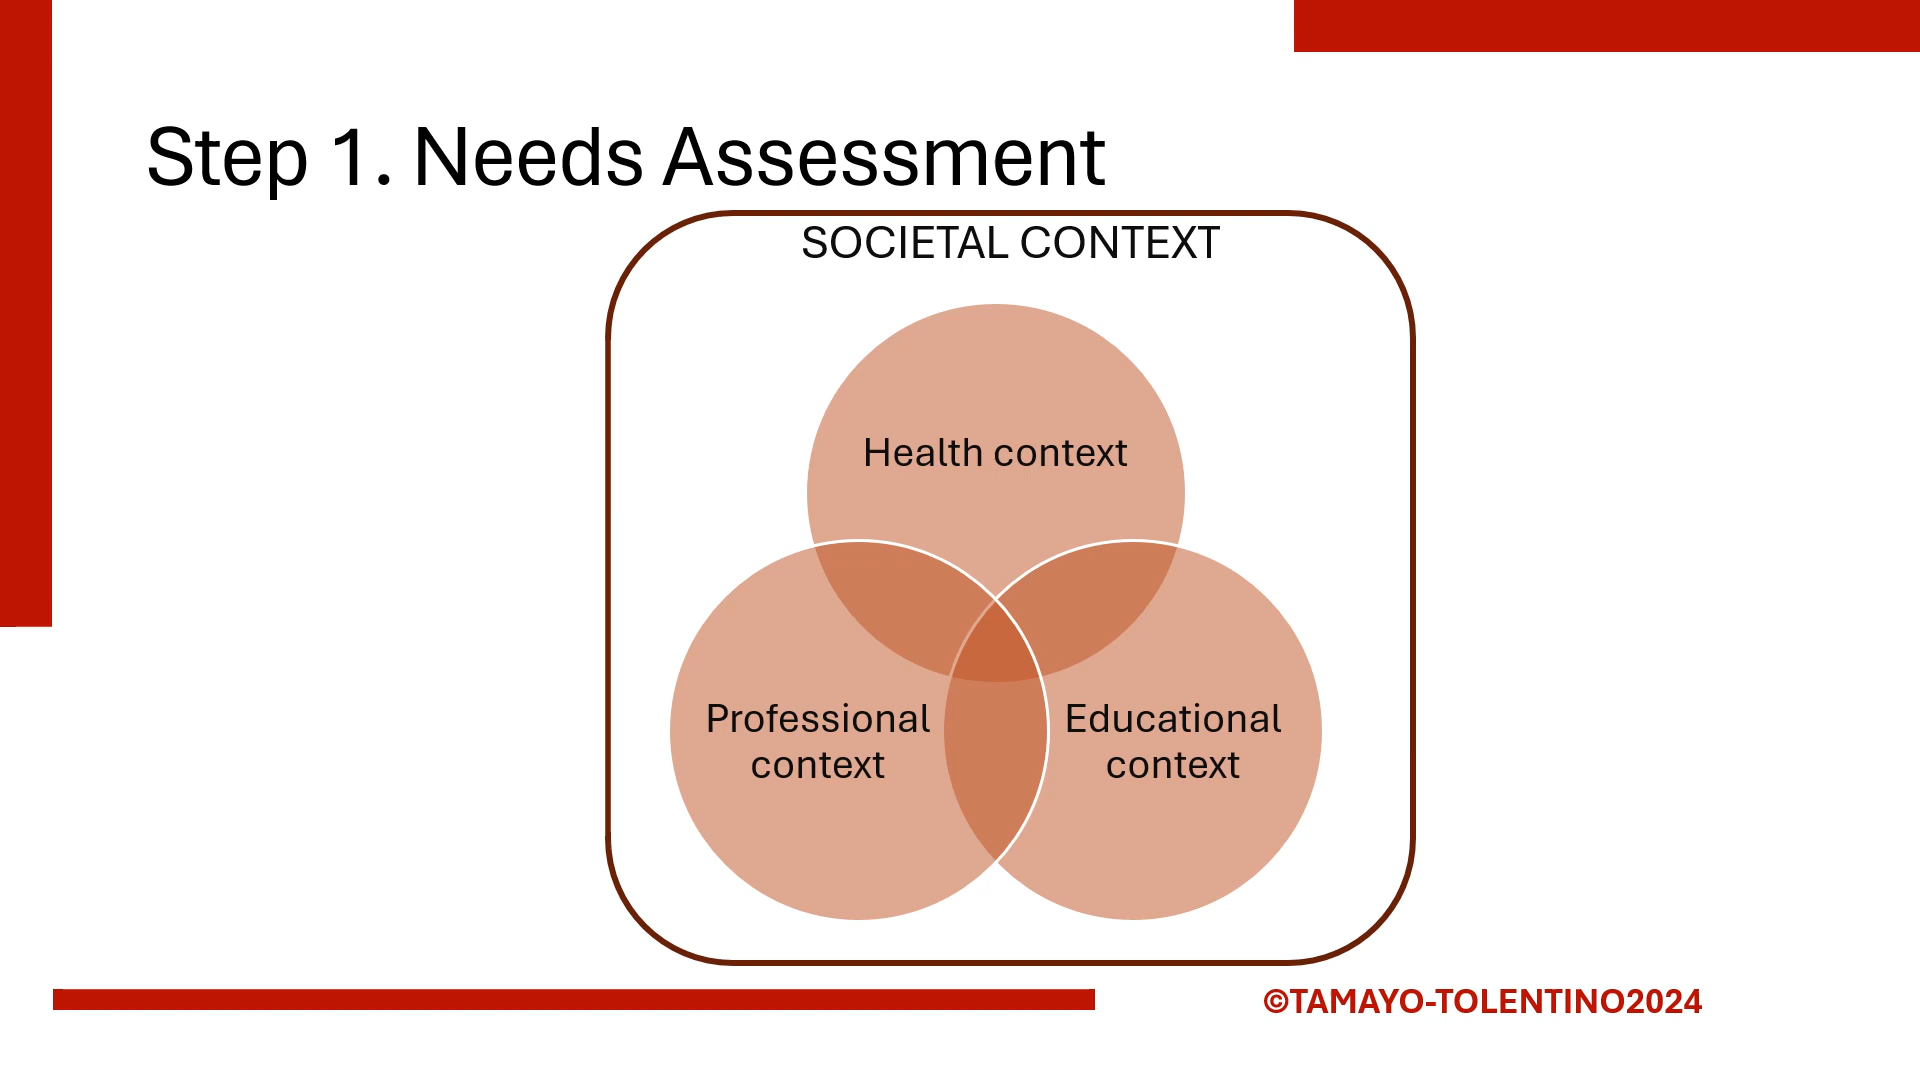 Step 1. Needs Assessment
SOCIETAL CONTEXT
Health context
Professional
context
Educational
context
©TAMAYO-TOLENTINO2024